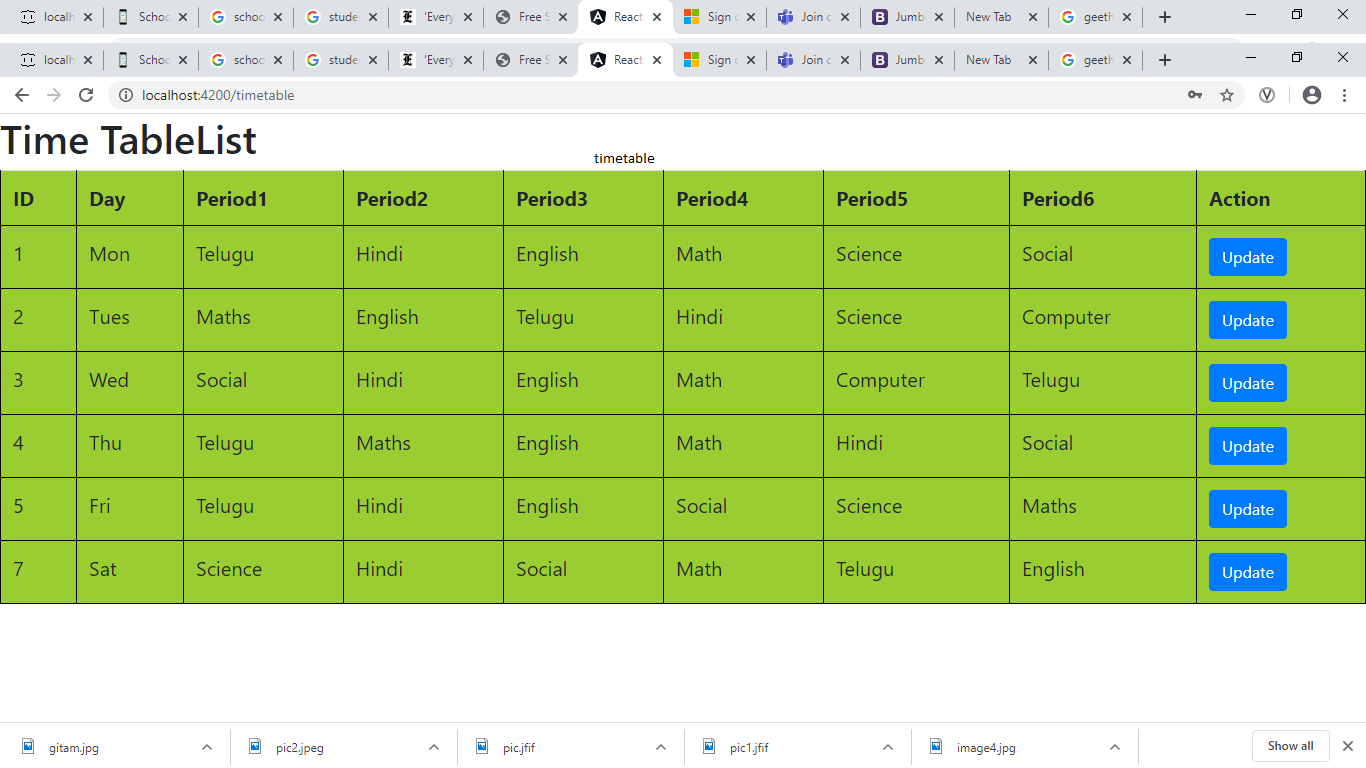 localh Schoo schoo studer 'Every Free S React Sign o Join c Jumb New Tab geeth
localh Schoo schoo studer 'Every Free S React Sign o Join c Jumb New Tab geeth
localhost:4200/timetable
Time TableList
timetable
ID Day Period1 Period2 Period3 Period4 Period5 Period6 Action
1 Mon Telugu Hindi English Math Science Social Update
2 Tues Maths English Telugu Hindi Science Computer Update
3 Wed Social Hindi English Math Computer Telugu Update
4 Thu Telugu Maths English Math Hindi Social Update
5 Fri Telugu Hindi English Social Science Maths Update
7 Sat Science Hindi Social Math Telugu English Update
gitam.jpg pic2.jpeg pic.jfif pic1.jfif image4.jpg Show all